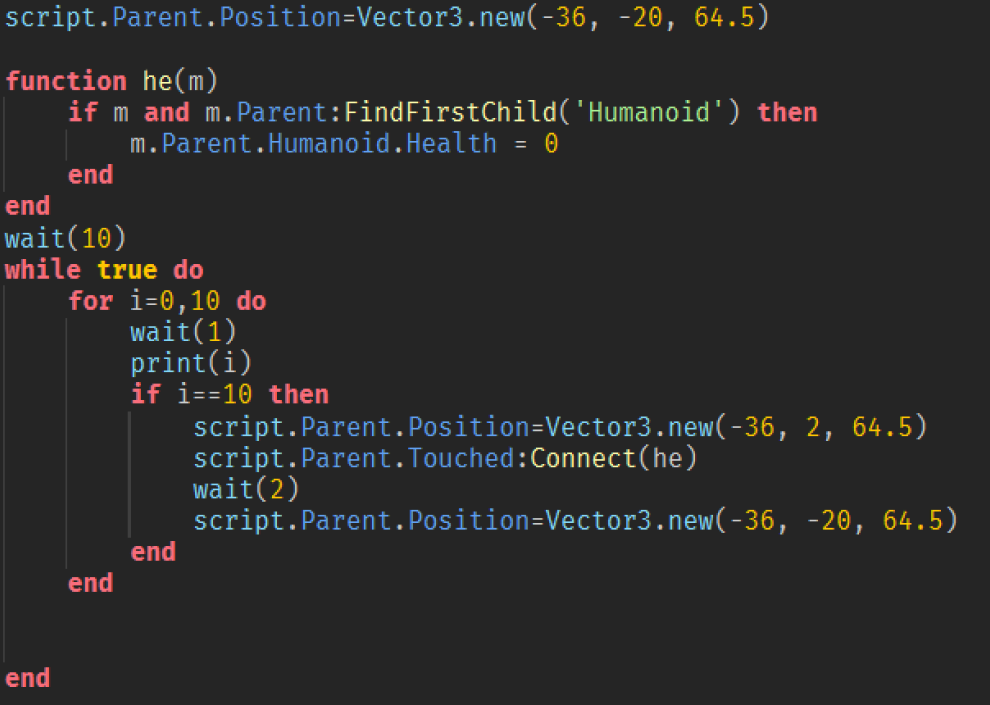 script.Parent.Position=Vector3.new(-36, -20, 64.5)
function he(m)
if m and m.Parent:FindFirstChild('Humanoid') then
m.Parent.Humanoid.Health = 0
end
end
wait(10)
while true do
for i=0,10 do
wait(1)
print(i)
if i==10 then
script.Parent.Position=Vector3.new(-36, 2, 64.5)
script.Parent.Touched:Connect(he)
wait(2)
script.Parent.Position=Vector3.new(-36, -20, 64.5)
end
end
end